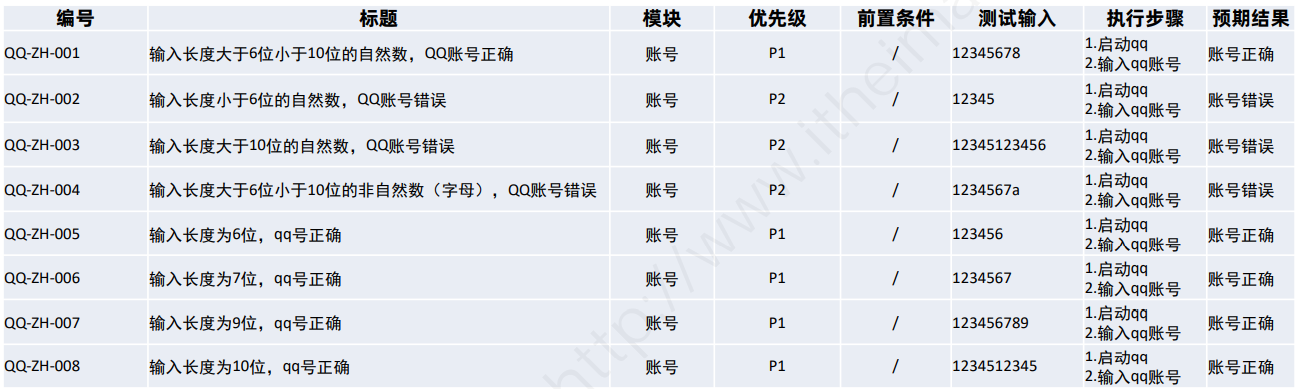 编号 标题 模块 优先级 前置条件 测试输入 执行步骤 预期结果
QQ-ZH-001 输入长度大于6位小于10位的自然数，QQ账号正确 账号 P1 / 12345678 1.启动qq 账号正确
2.输入qq账号
QQ-ZH-002 输入长度小于6位的自然数，QQ账号错误 账号 P2 / 12345 1.启动qq 账号错误
2.输入qq账号
QQ-ZH-003 输入长度大于10位的自然数，QQ账号错误 账号 P2 / 12345123456 1.启动qq 账号错误
2.输入qq账号
QQ-ZH-004 输入长度大于6位小于10位的非自然数（字母），QQ账号错误 账号 P2 / 1234567a 1.启动qq 账号错误
2.输入qq账号
QQ-ZH-005 输入长度为6位，qq号正确 账号 P1 / 123456 1.启动qq 账号正确
2.输入qq账号
QQ-ZH-006 输入长度为7位，qq号正确 账号 P1 / 1234567 1.启动qq 账号正确
2.输入qq账号
QQ-ZH-007 输入长度为9位，qq号正确 账号 P1 / 123456789 1.启动qq 账号正确
2.输入qq账号
QQ-ZH-008 输入长度为10位，qq号正确 账号 P1 / 1234512345 1.启动qq 账号正确
2.输入qq账号